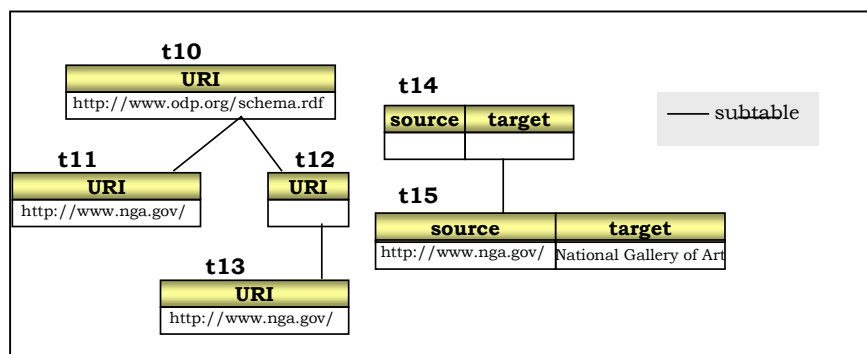 t10
URI
http://www.odp.org/schema.rdf
t14
source target
subtable
t11
URI
http://www.nga.gov/
t12
URI
t15
source target
http://www.nga.gov/ National Gallery of Art
t13
URI
http://www.nga.gov/